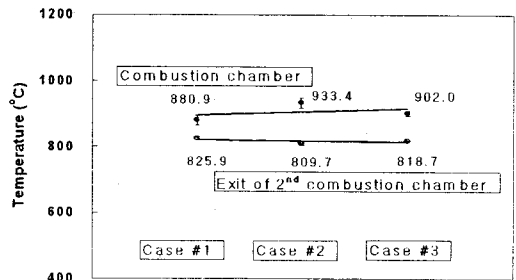 1200
1000
800
600
400
Temperature (°C)
Combustion chamber
880.9
933.4
902.0
825.9
809.7
818.7
Exit of 2nd combustion chamber
Case #1
Case #2
Case #3